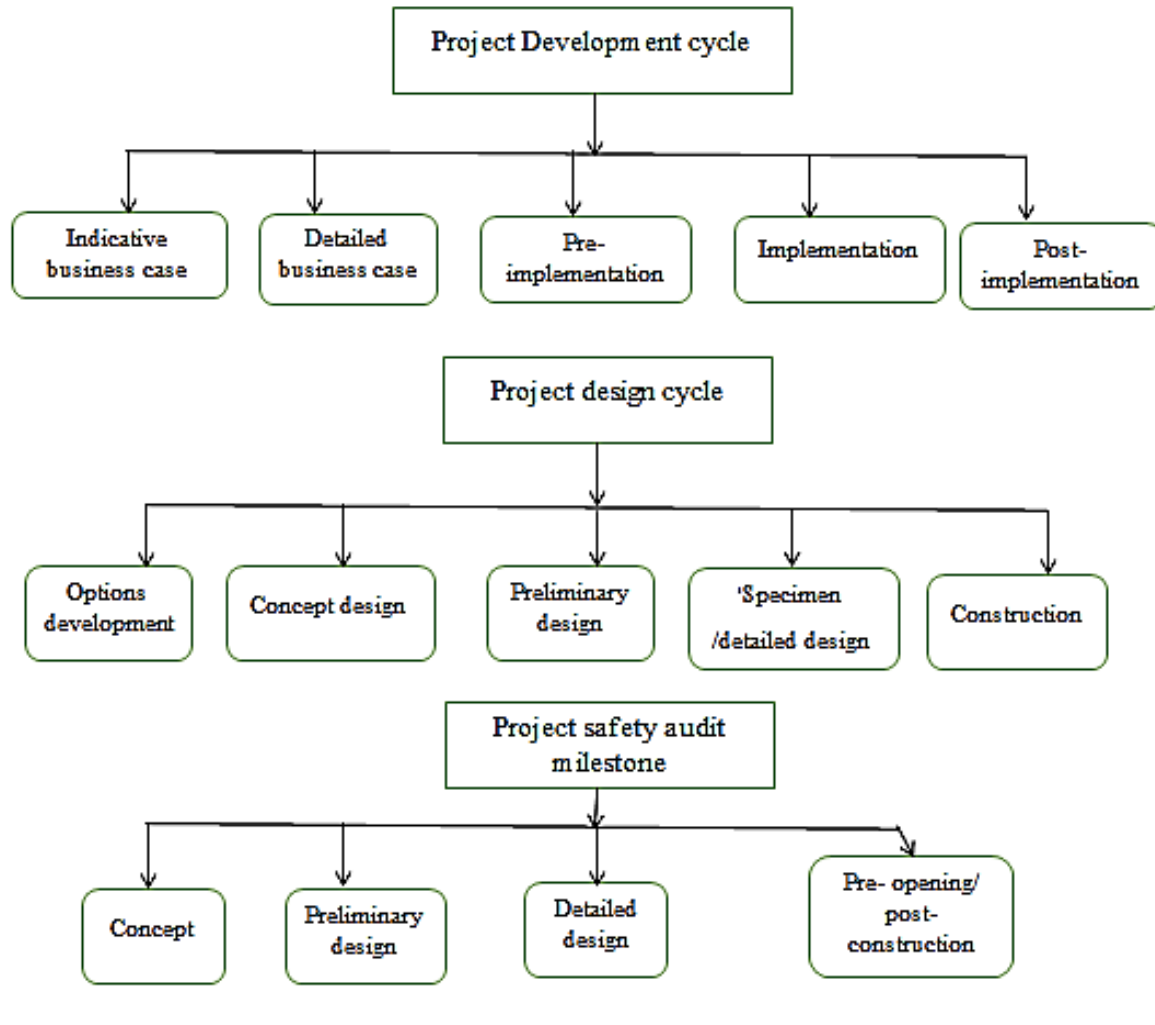 Project Development cycle
Indicative
business case
Detailed
business case
Pre-
implementation
Implementation
Post-
implementation
Project design cycle
Options
development
Concept design
Preliminary
design
'Specimen
/detailed design
Construction
Project safety audit
milestone
Concept
Preliminary
design
Detailed
design
Pre- opening/
post-
construction